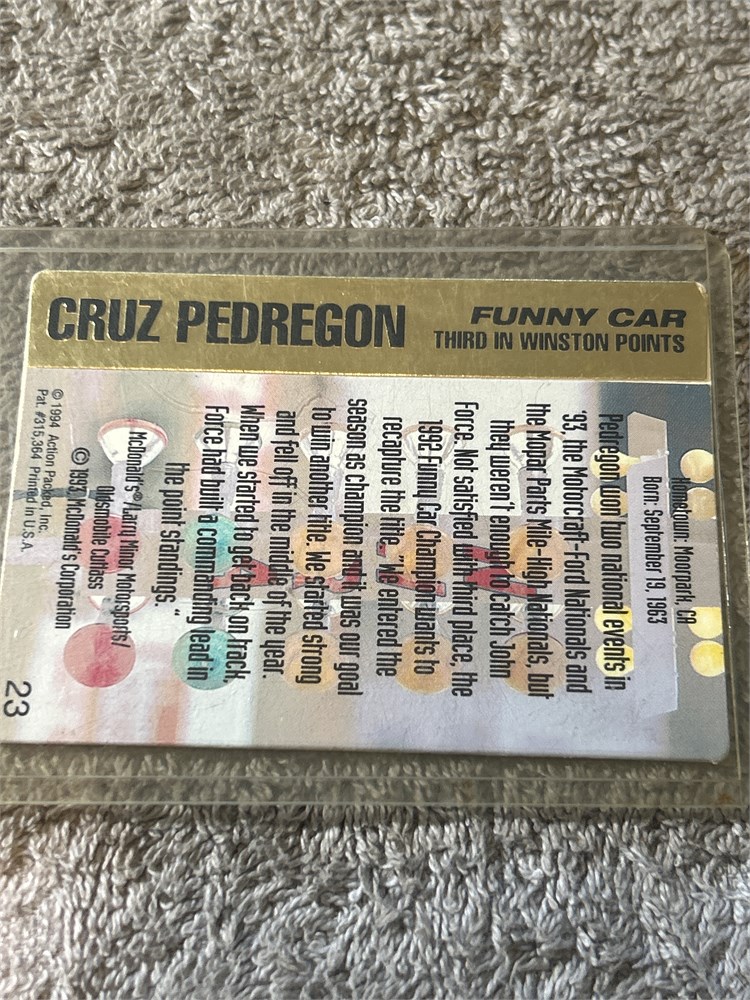 CRUZ PEDREGON
FUNNY CAR
THIRD IN WINSTON POINTS
Hometown: Moorpark, CA
Born: September 19, 1963
Pedregon won two national events in
'93, the Motorcraft-Ford Nationals and
the Mopar Parts Mile-High Nationals, but
they weren't enough to catch John
Force. Not satisfied with third place, the
1992 Funny Car Champion wants to
recapture the title. "We entered the
season as champion and it was our goal
to win another title. We started strong
and fell off in the middle of the year.
When we started to get back on track,
Force had built a commanding lead in
the point standings."
McDonald's® Larry Minor Motorsports/
Oldsmobile Cutlass
© 1993 McDonald's Corporation
© 1994 Action Packed, Inc.
Pat. #315,364 Printed in U.S.A.
23